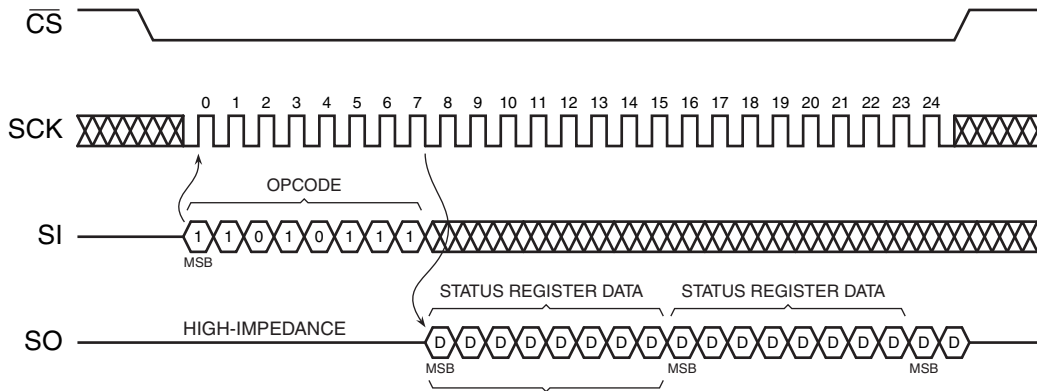 CS
SCK 0 1 2 3 4 5 6 7 8 9 10 11 12 13 14 15 16 17 18 19 20 21 22 23 24
OPCODE
SI 1 1 0 1 0 1 1 1
MSB
STATUS REGISTER DATA STATUS REGISTER DATA
HIGH-IMPEDANCE
SO D D D D D D D D D D D D D D D D D D
MSB MSB MSB